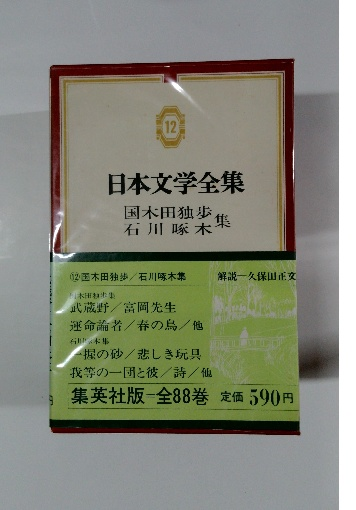 12
日本文学全集
国木田独歩
石川啄木
集
⑫国木田独歩／石川啄木集
解説=久保田正文
国木田独歩集
武蔵野／富岡先生
運命論者／春の鳥／他
石川啄木集
一握の砂／悲しき玩具
我等の一団と彼／詩／他
集英社版=全88巻
定価 590円